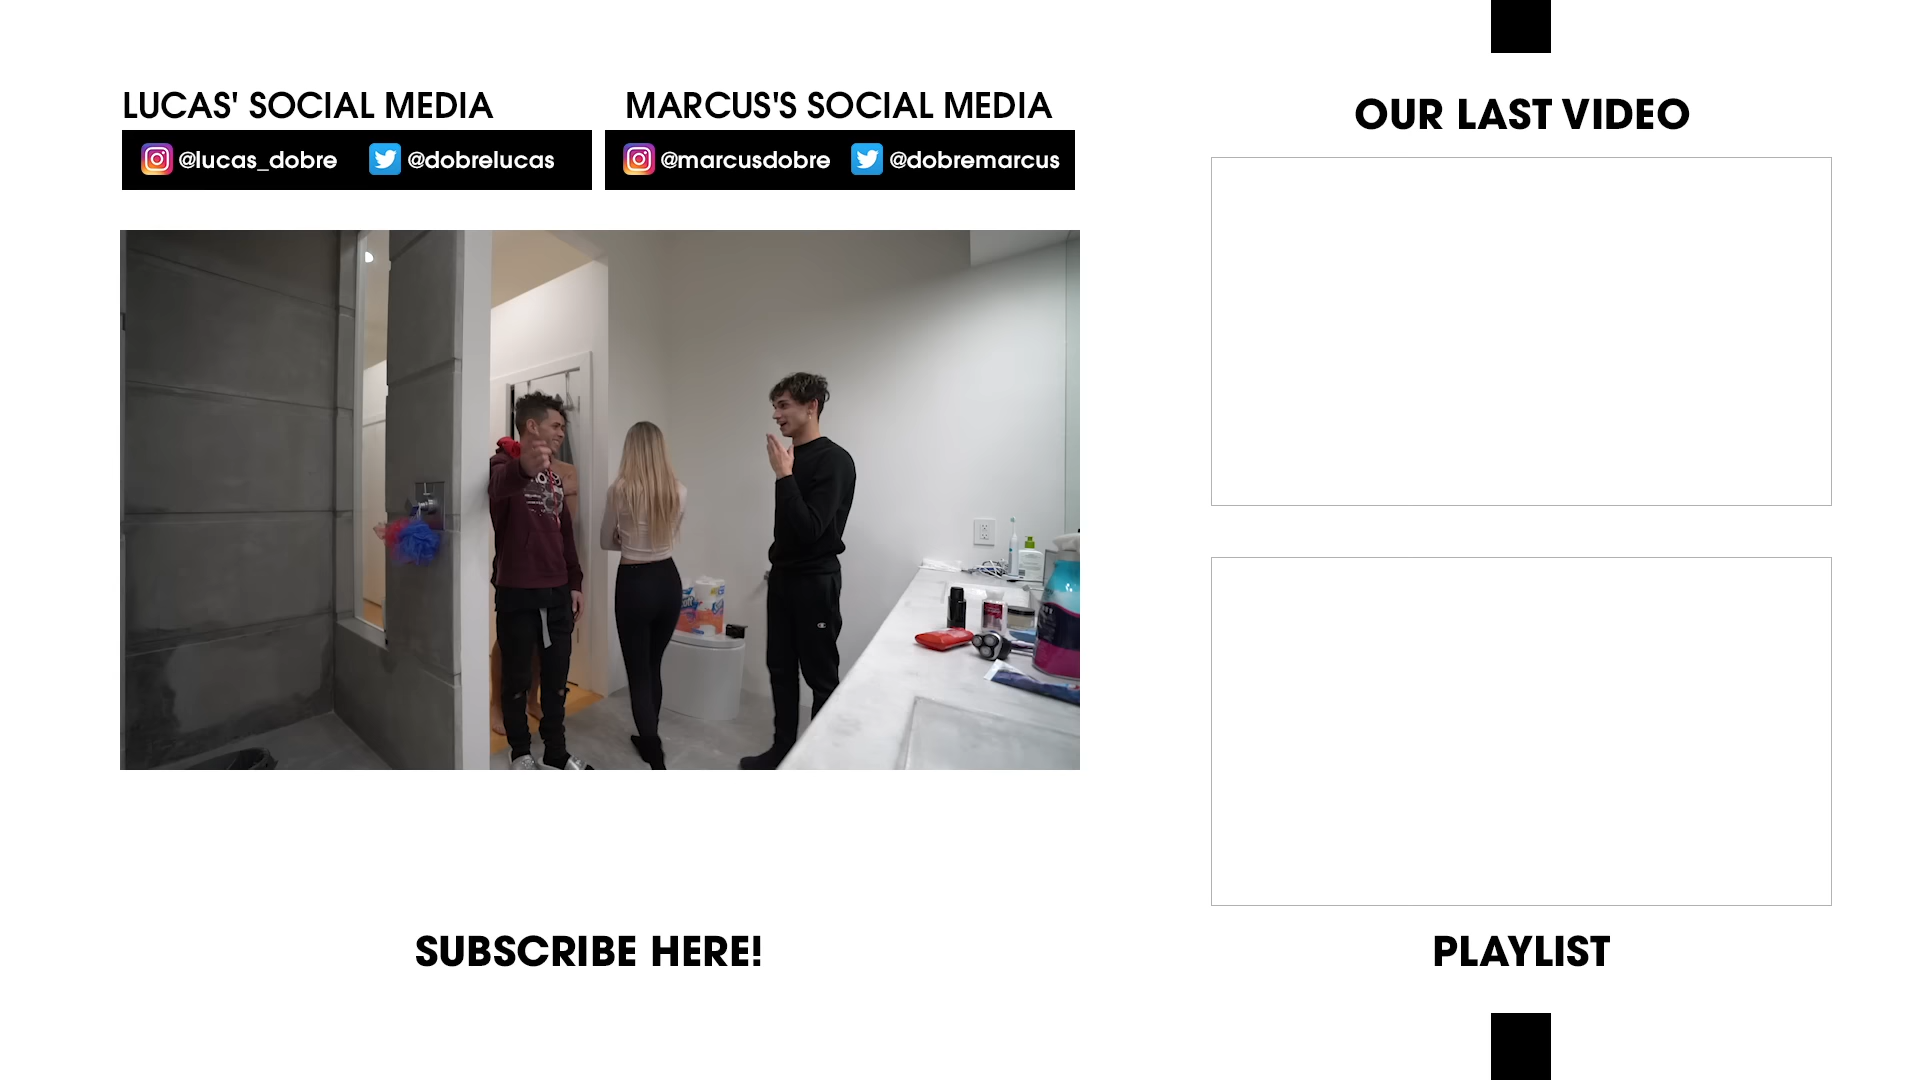 LUCAS' SOCIAL MEDIA
@lucas_dobre @dobrelucas
MARCUS'S SOCIAL MEDIA
@marcusdobre @dobremarcus
OUR LAST VIDEO
SUBSCRIBE HERE!
PLAYLIST